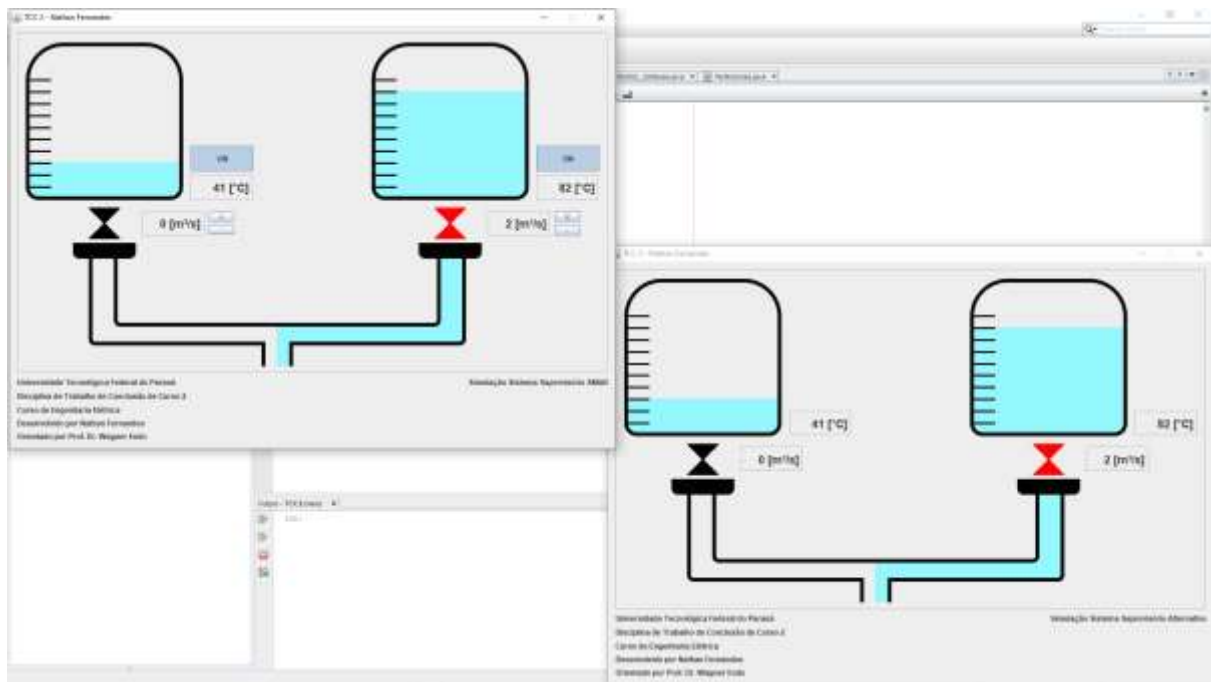 TCC 2 - Nathan Fernandes
ON
41 [°C]
0 [m³/s]
ON
82 [°C]
2 [m³/s]
Universidade Tecnológica Federal do Paraná
Disciplina de Trabalho de Conclusão de Curso 2
Curso de Engenharia Elétrica
Desenvolvido por Nathan Fernandes
Orientado por Prof. Dr. Wagner Endo
Simulação Sistema Supervisório
TCC 2 - Nathan Fernandes
41 [°C]
0 [m³/s]
82 [°C]
2 [m³/s]
Universidade Tecnológica Federal do Paraná
Disciplina de Trabalho de Conclusão de Curso 2
Curso de Engenharia Elétrica
Desenvolvido por Nathan Fernandes
Orientado por Prof. Dr. Wagner Endo
Simulação Sistema Supervisório Alternativo